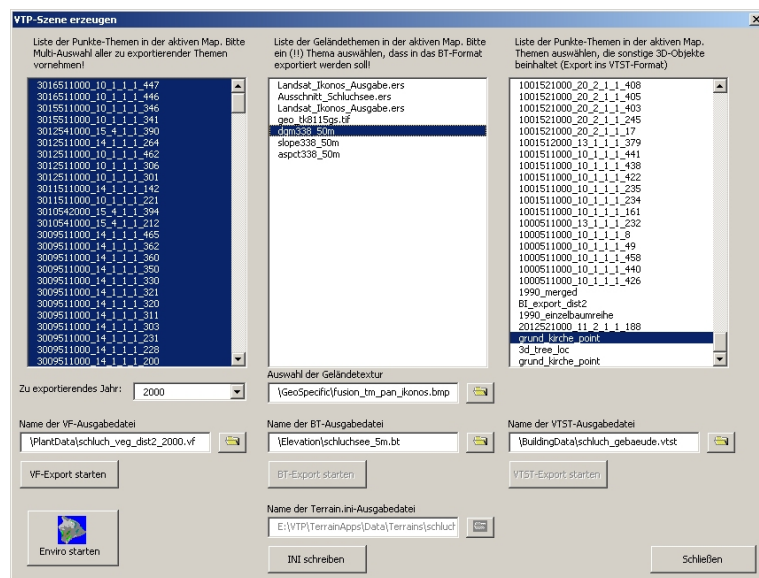 VTP-Szene erzeugen
Liste der Punkte-Themen in der aktiven Map. Bitte
Multi-Auswahl aller zu exportierender Themen
vornehmen!
3016511000_10_1_1_1_447
3016511000_10_1_1_1_446
3015511000_10_1_1_1_346
3015511000_10_1_1_1_341
3012541000_15_4_1_1_390
3012511000_14_1_1_1_264
3012511000_10_1_1_1_462
3012511000_10_1_1_1_306
3012511000_10_1_1_1_301
3011511000_14_1_1_1_142
3011511000_10_1_1_1_221
3010542000_15_4_1_1_394
3010541000_15_4_1_1_212
3009511000_14_1_1_1_465
3009511000_14_1_1_1_362
3009511000_14_1_1_1_360
3009511000_14_1_1_1_350
3009511000_14_1_1_1_330
3009511000_14_1_1_1_321
3009511000_14_1_1_1_320
3009511000_14_1_1_1_311
3009511000_14_1_1_1_303
3009511000_14_1_1_1_231
3009511000_14_1_1_1_228
3009511000_14_1_1_1_200
Zu exportierendes Jahr:
2000
Name der VF-Ausgabedatei
\PlantData\schluch_veg_dist2_2000.vf
VF-Export starten
Enviro starten
Liste der Geländethemen in der aktiven Map. Bitte
ein (!!) Thema auswählen, dass in das BT-Format
exportiert werden soll!
Landsat_Ikonos_Ausgabe.ers
Ausschnitt_Schluchsee.ers
Landsat_Ikonos_Ausgabe.ers
geo_tk8115gs.tif
dgm338_50m
slope338_50m
aspct338_50m
Auswahl der Geländetextur
\GeoSpecific\fusion_tm_pan_ikonos.bmp
Name der BT-Ausgabedatei
\Elevation\schluchsee_5m.bt
BT-Export starten
Name der Terrain.ini-Ausgabedatei
E:\VTP\TerrainApps\Data\Terrains\schluch
INI schreiben
Liste der Punkte-Themen in der aktiven Map.
Themen auswählen, die sonstige 3D-Objekte
beinhaltet (Export ins VTST-Format)
1001521000_20_2_1_1_408
1001521000_20_2_1_1_405
1001521000_20_2_1_1_403
1001521000_20_2_1_1_245
1001521000_20_2_1_1_17
1001512000_13_1_1_1_379
1001511000_10_1_1_1_441
1001511000_10_1_1_1_438
1001511000_10_1_1_1_422
1001511000_10_1_1_1_235
1001511000_10_1_1_1_234
1001511000_10_1_1_1_161
1000511000_13_1_1_1_232
1000511000_10_1_1_1_8
1000511000_10_1_1_1_49
1000511000_10_1_1_1_458
1000511000_10_1_1_1_440
1000511000_10_1_1_1_426
1990_merged
BI_export_dist2
1990_einzelbaumreihe
2012521000_11_2_1_1_188
grund_kirche_point
3d_tree_loc
grund_kirche_point
Name der VTST-Ausgabedatei
\BuildingData\schluch_gebaeude.vtst
VTST-Export starten
Schließen